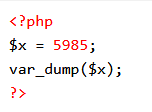 <?php
$x = 5985;
var_dump($x);
?>